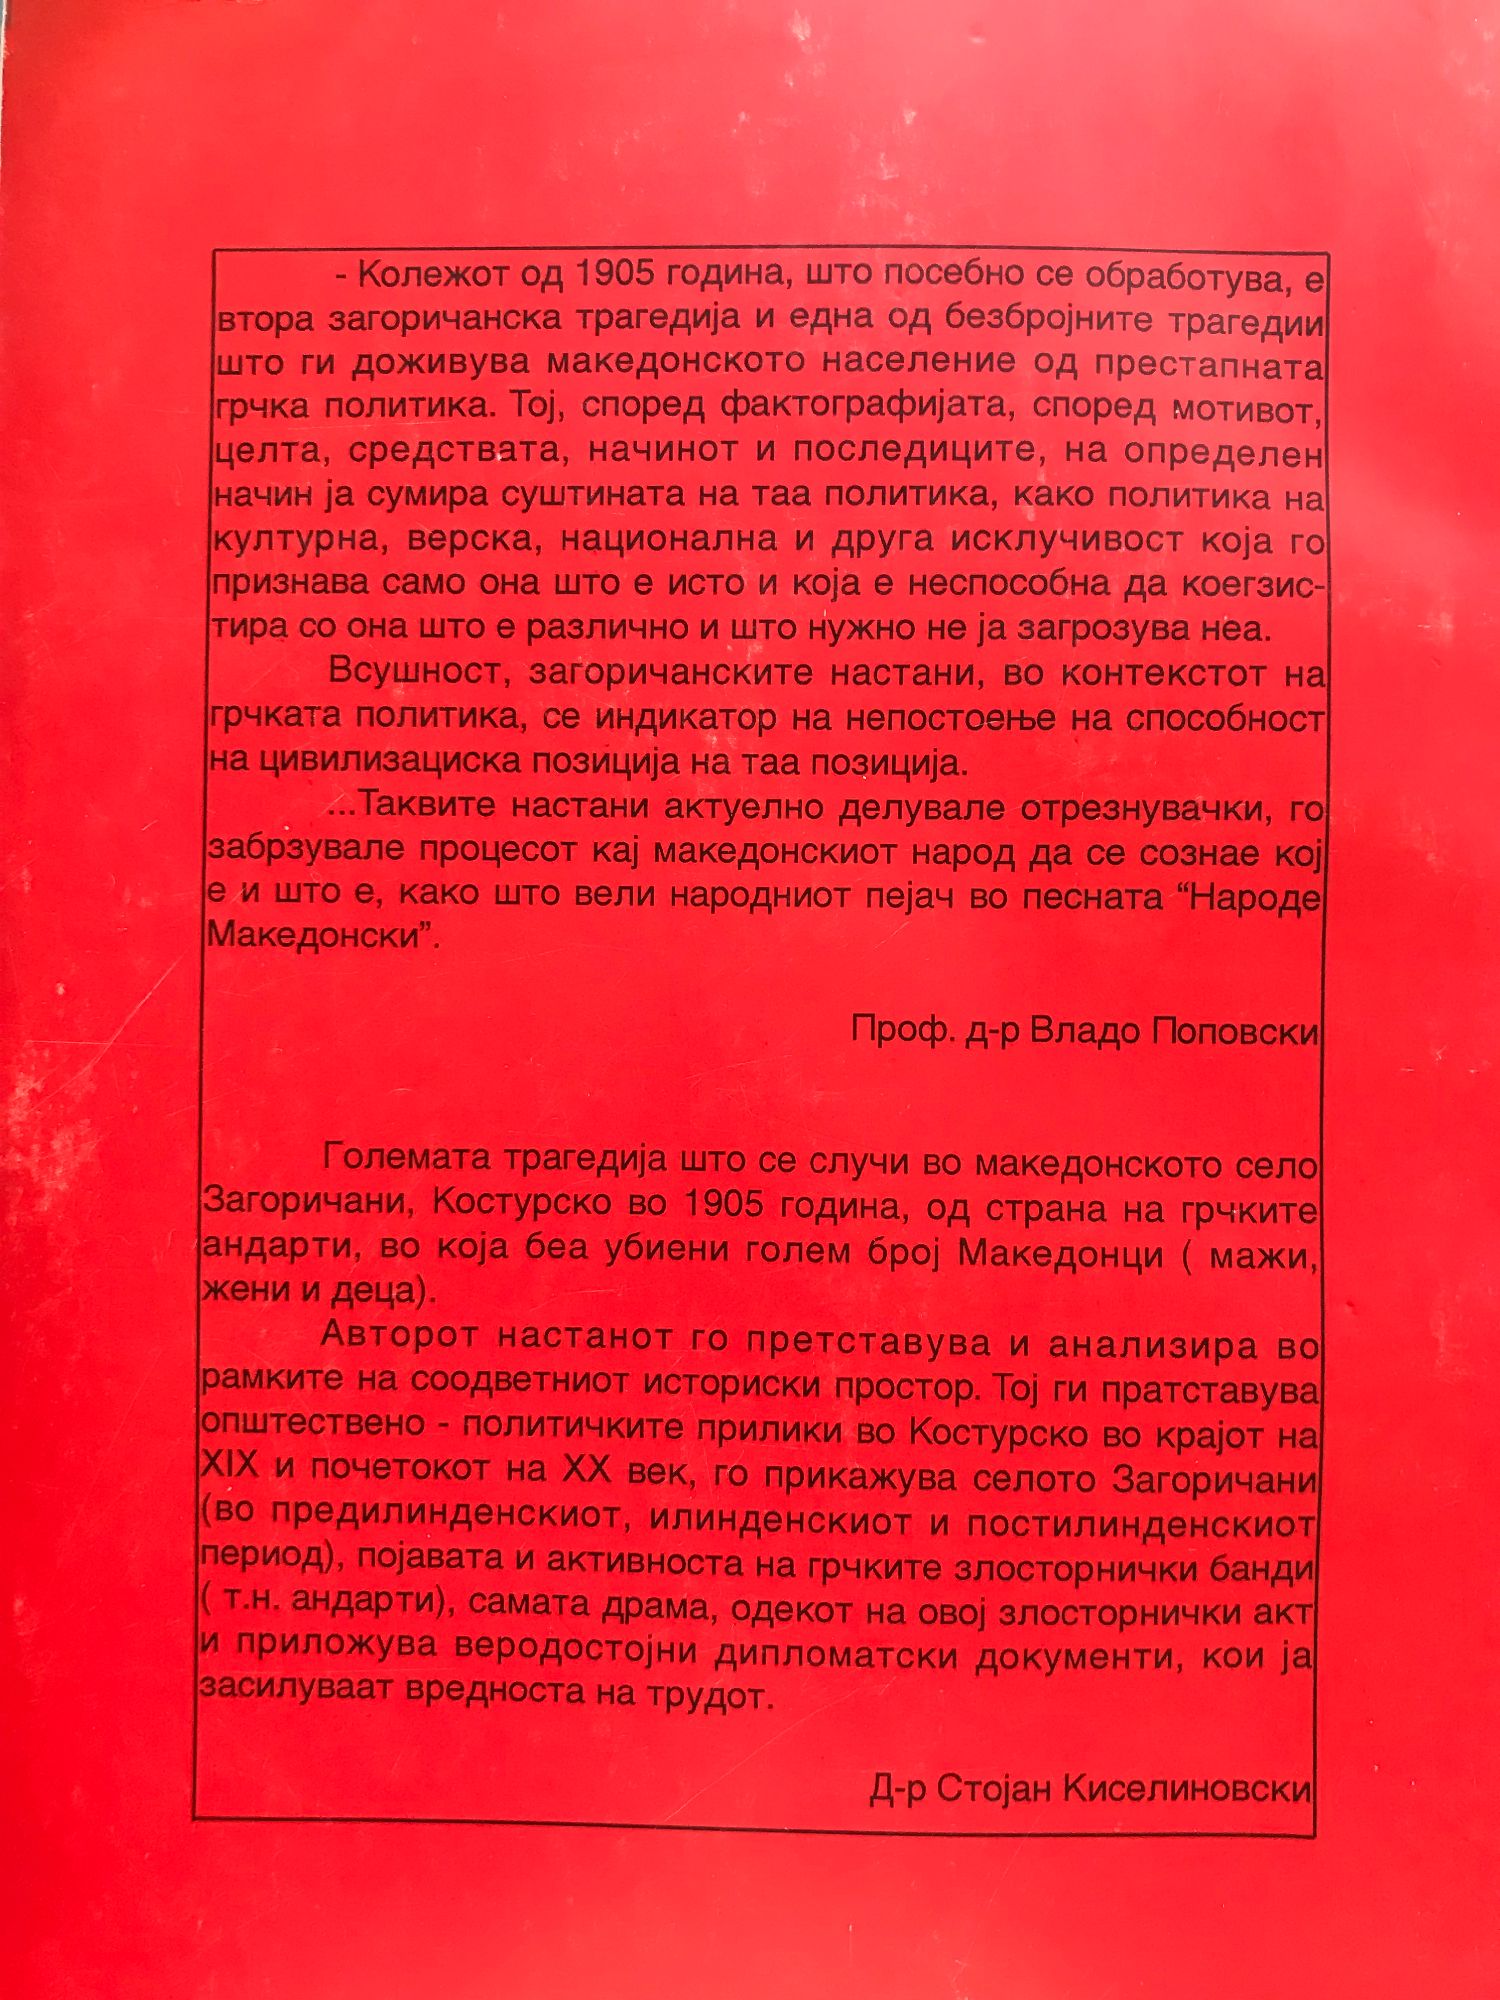 - Колежот од 1905 година, што посебно се обработува, е
втора загоричанска трагедија и една од безбројните трагедии
што ги доживува македонското население од престапната
грчка политика. Тој, според фактографијата, според мотивот,
целта, средствата, начинот и последиците, на определен
начин ја сумира суштината на таа политика, како политика на
културна, верска, национална и друга исклучивост која го
признава само она што е исто и која е неспособна да коегзис-
тира со она што е различно и што нужно не ја загрозува неа.
Всушност, загоричанските настани, во контекстот на
грчката политика, се индикатор на непостоење на способност
на цивилизациска позиција на таа позиција.
...Таквите настани актуелно делувале отрезнувачки, го
забрзувале процесот кај македонскиот народ да се сознае кој
е и што е, како што вели народниот пејач во песната “Народе
Македонски”.
Проф. д-р Владо Поповски
Големата трагедија што се случи во македонското село
Загоричани, Костурско во 1905 година, од страна на грчките
андарти, во која беа убиени голем број Македонци ( мажи,
жени и деца).
Авторот настанот го претставува и анализира во
рамките на соодветниот историски простор. Тој ги пратставува
општествено - политичките прилики во Костурско во крајот на
XIX и почетокот на XX век, го прикажува селото Загоричани
(во предилинденскиот, илинденскиот и постилинденскиот
период), појавата и активноста на грчките злосторнички банди
( т.н. андарти), самата драма, одекот на овој злосторнички акт
и приложува веродостојни дипломатски документи, кои ја
засилуваат вредноста на трудот.
Д-р Стојан Киселиновски